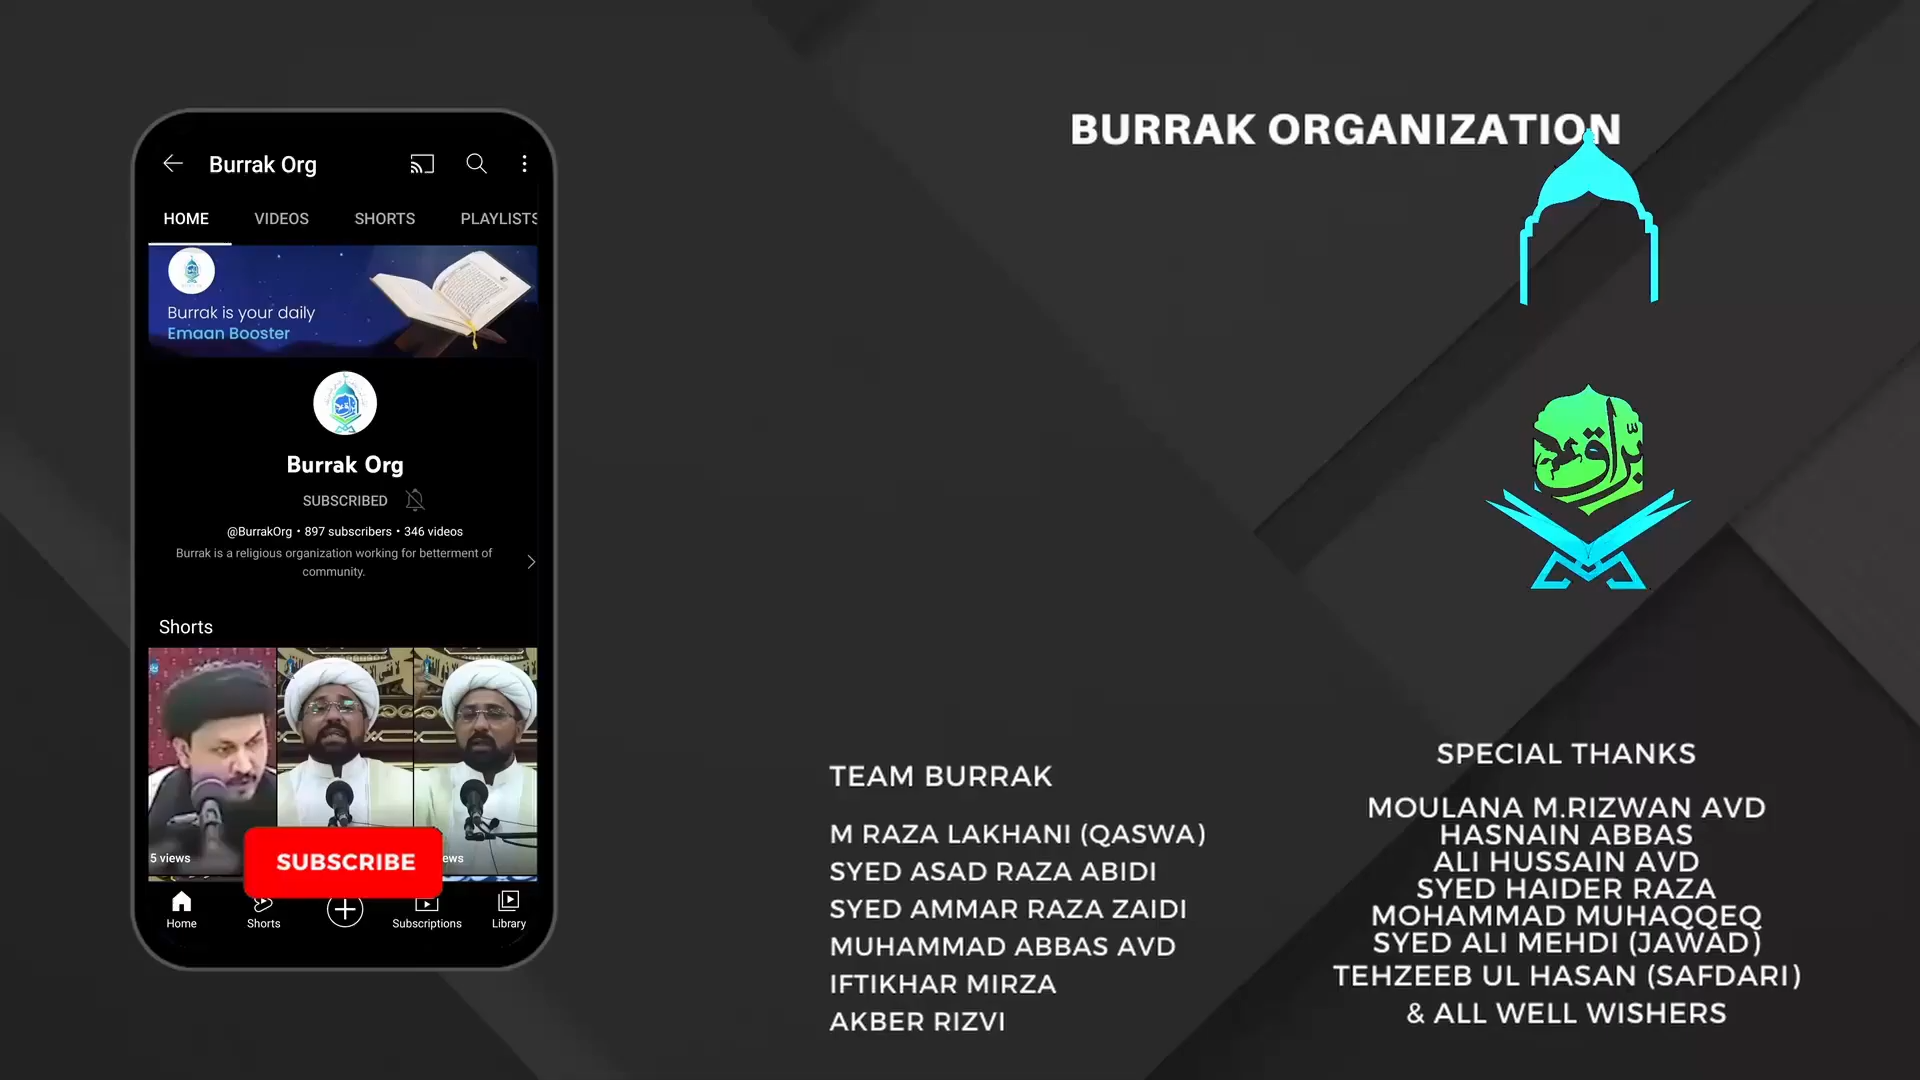 BURRAK ORGANIZATION
Burrak Org
HOME VIDEOS SHORTS PLAYLISTS
Burrak is your daily
Emaan Booster
Burrak Org
SUBSCRIBED
@BurrakOrg • 897 subscribers • 346 videos
Burrak is a religious organization working for betterment of
community.
Shorts
5 views
ews
SUBSCRIBE
Home Shorts Subscriptions Library
براق
TEAM BURRAK
M RAZA LAKHANI (QASWA)
SYED ASAD RAZA ABIDI
SYED AMMAR RAZA ZAIDI
MUHAMMAD ABBAS AVD
IFTIKHAR MIRZA
AKBER RIZVI
SPECIAL THANKS
MOULANA M.RIZWAN AVD
HASNAIN ABBAS
ALI HUSSAIN AVD
SYED HAIDER RAZA
MOHAMMAD MUHAQQEQ
SYED ALI MEHDI (JAWAD)
TEHZEEB UL HASAN (SAFDARI)
& ALL WELL WISHERS